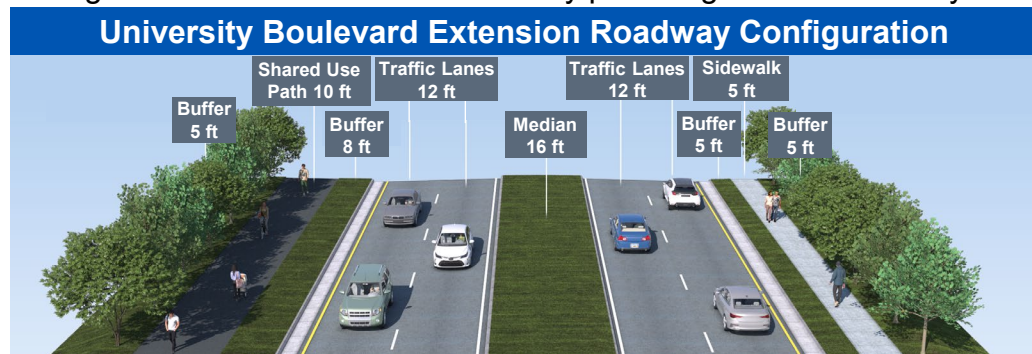 University Boulevard Extension Roadway Configuration
Shared Use
Path 10 ft
Traffic Lanes
12 ft
Traffic Lanes
12 ft
Sidewalk
5 ft
Buffer
5 ft
Buffer
8 ft
Median
16 ft
Buffer
5 ft
Buffer
5 ft